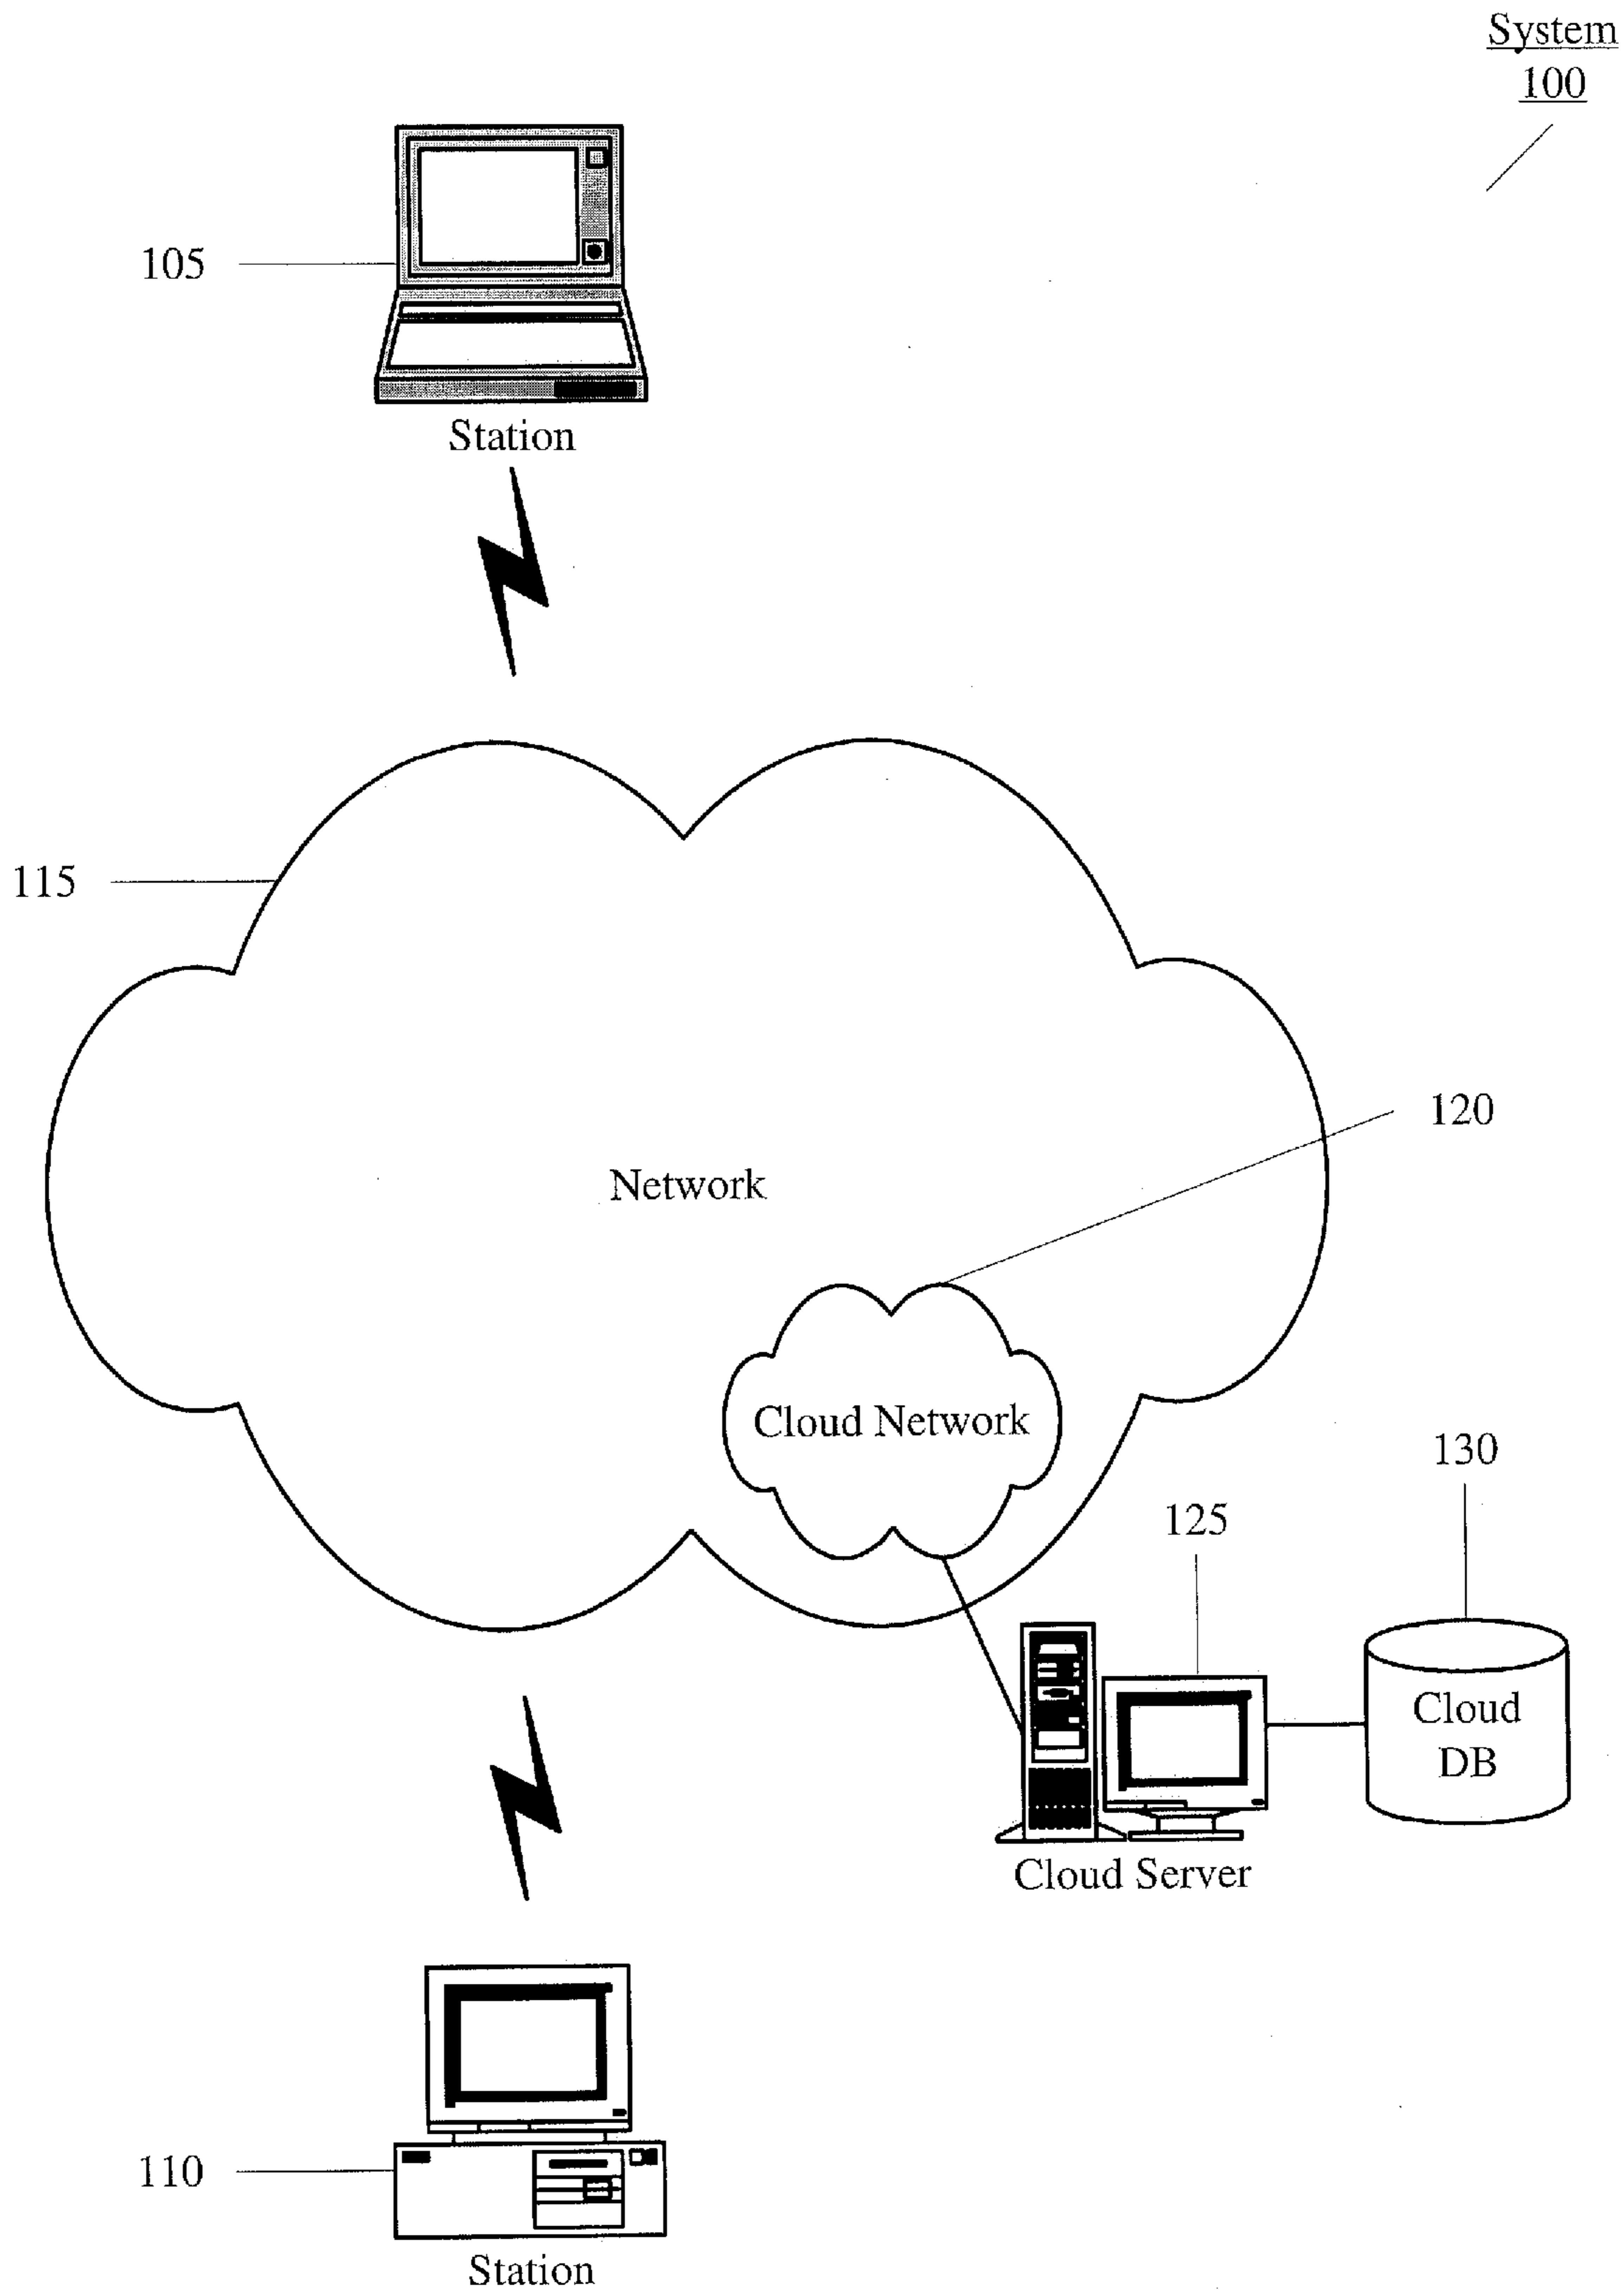 System
100
105
Station
115
120
Network
Cloud Network
130
125
Cloud
DB
Cloud Server
110
Station